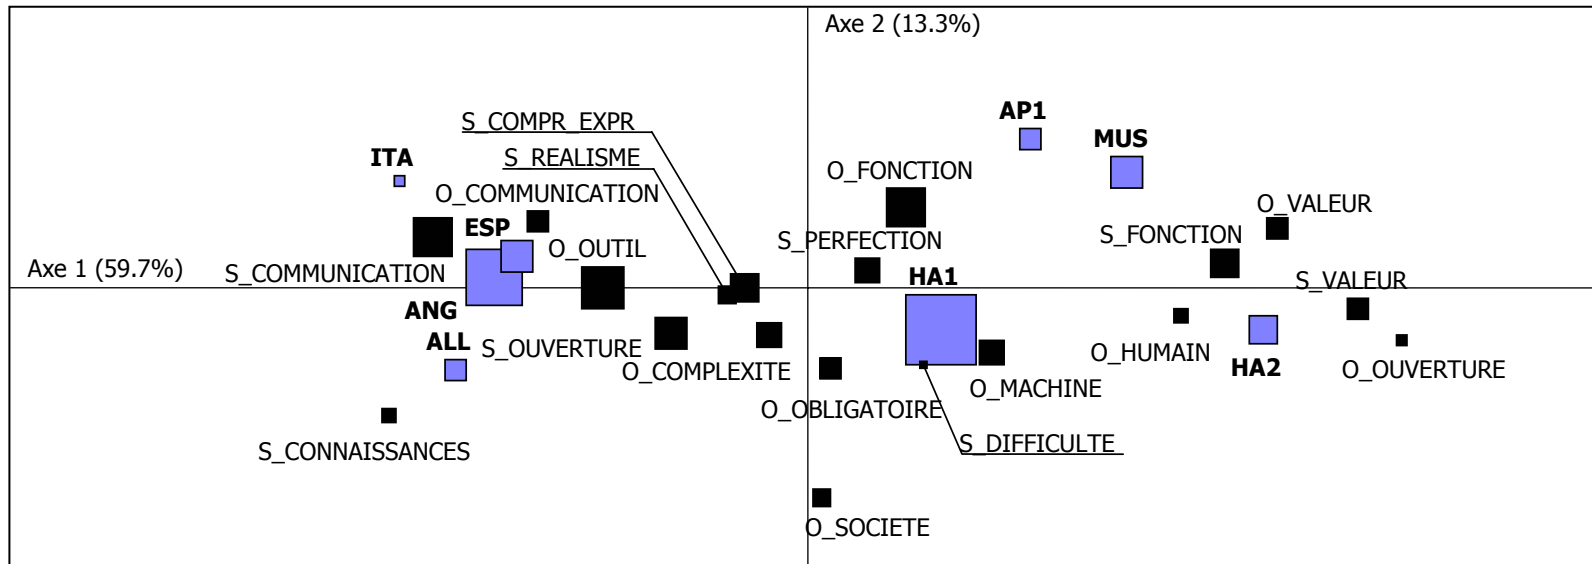 Axe 2 (13.3%)
AP1
S_COMPR_EXPR
MUS
ITA
S_REALISME
O_FONCTION
O_COMMUNICATION
O_VALEUR
ESP
O_OUTIL
S_PERFECTION
S_FONCTION
Axe 1 (59.7%)
S_COMMUNICATION
HA1
S_VALEUR
ANG
ALL
S_OUVERTURE
O_HUMAIN
O_COMPLEXITE
HA2
O_OUVERTURE
O_MACHINE
O_OBLIGATOIRE
S_CONNAISSANCES
S_DIFFICULTE
O_SOCIETE